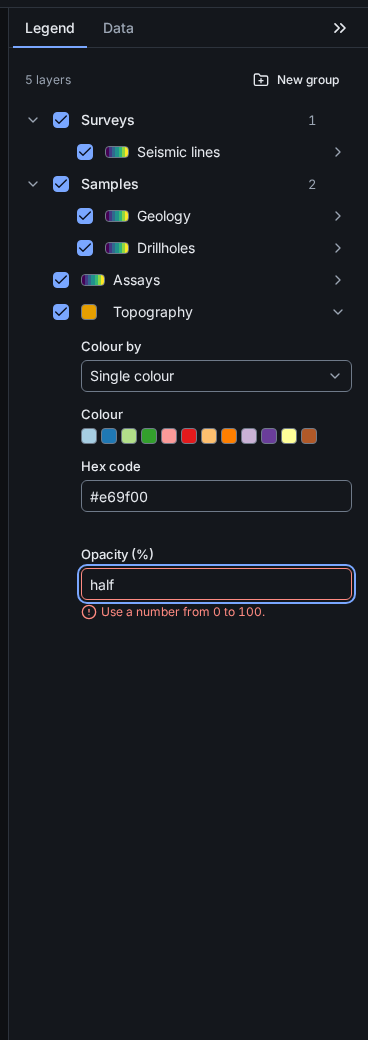 Legend Data
5 layers New group
Surveys 1
Seismic lines
Samples 2
Geology
Drillholes
Assays
Topography
Colour by
Single colour
Colour
Hex code
#e69f00
Opacity (%)
half
Use a number from 0 to 100.